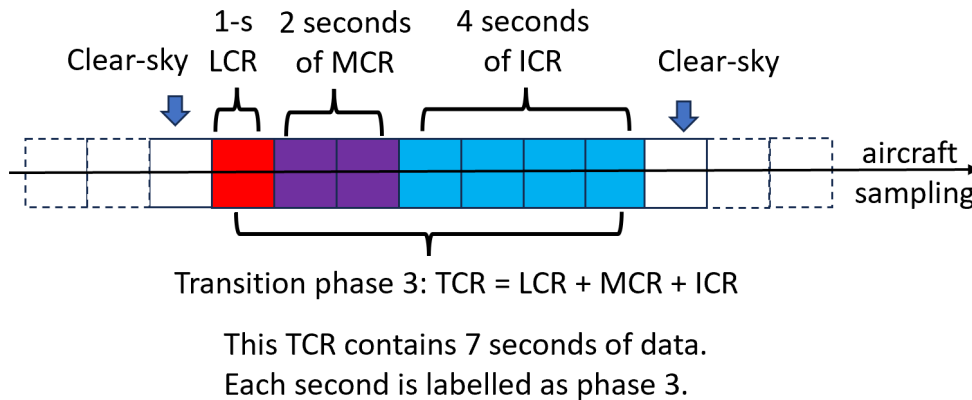 1-s
LCR
2 seconds
of MCR
4 seconds
of ICR
Clear-sky
Clear-sky
aircraft
sampling
Transition phase 3: TCR = LCR + MCR + ICR
This TCR contains 7 seconds of data.
Each second is labelled as phase 3.